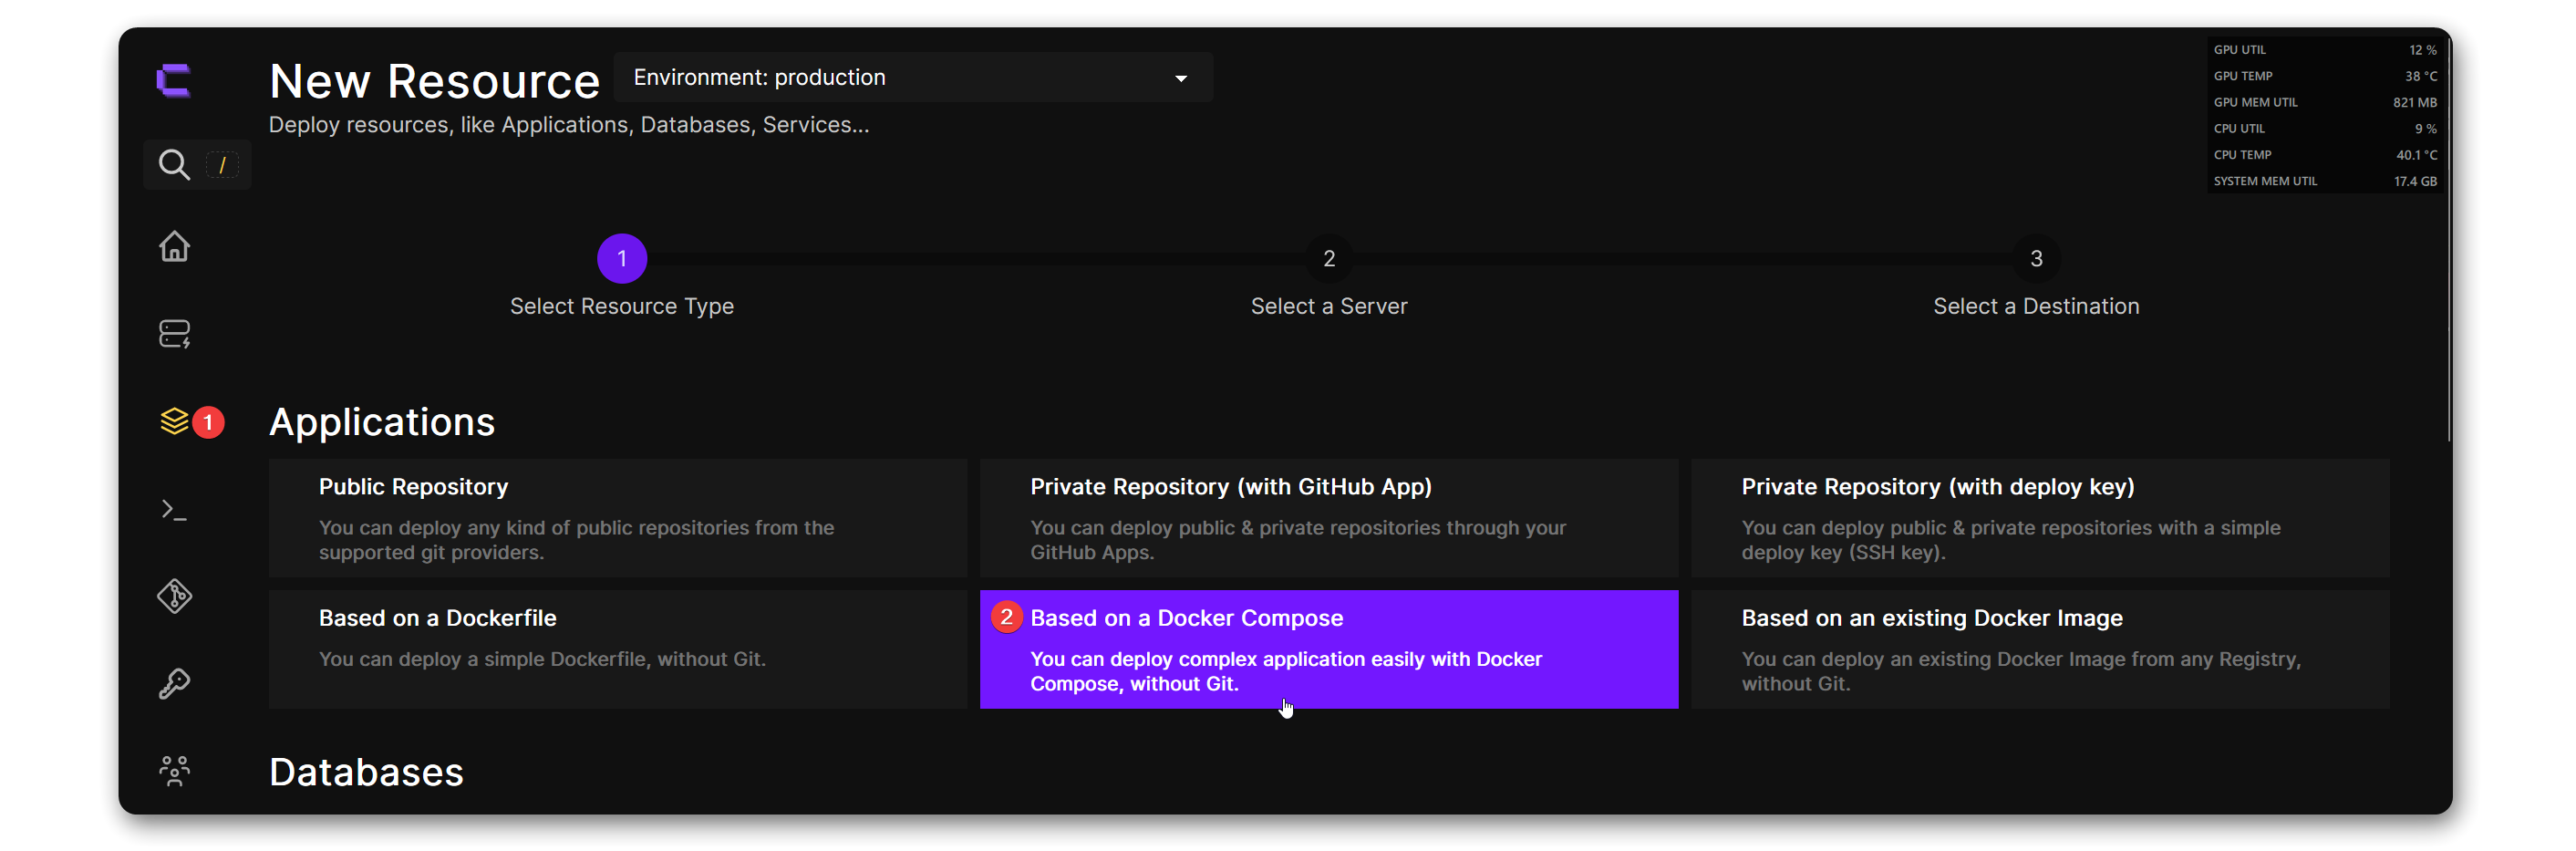 New Resource
Environment: production
Deploy resources, like Applications, Databases, Services...
GPU UTIL 12 %
GPU TEMP 38 °C
GPU MEM UTIL 821 MB
CPU UTIL 9 %
CPU TEMP 40.1 °C
SYSTEM MEM UTIL 17.4 GB
/
1
Select Resource Type
2
Select a Server
3
Select a Destination
1
Applications
Public Repository
You can deploy any kind of public repositories from the
supported git providers.
Private Repository (with GitHub App)
You can deploy public & private repositories through your
GitHub Apps.
Private Repository (with deploy key)
You can deploy public & private repositories with a simple
deploy key (SSH key).
Based on a Dockerfile
You can deploy a simple Dockerfile, without Git.
2 Based on a Docker Compose
You can deploy complex application easily with Docker
Compose, without Git.
Based on an existing Docker Image
You can deploy an existing Docker Image from any Registry,
without Git.
Databases